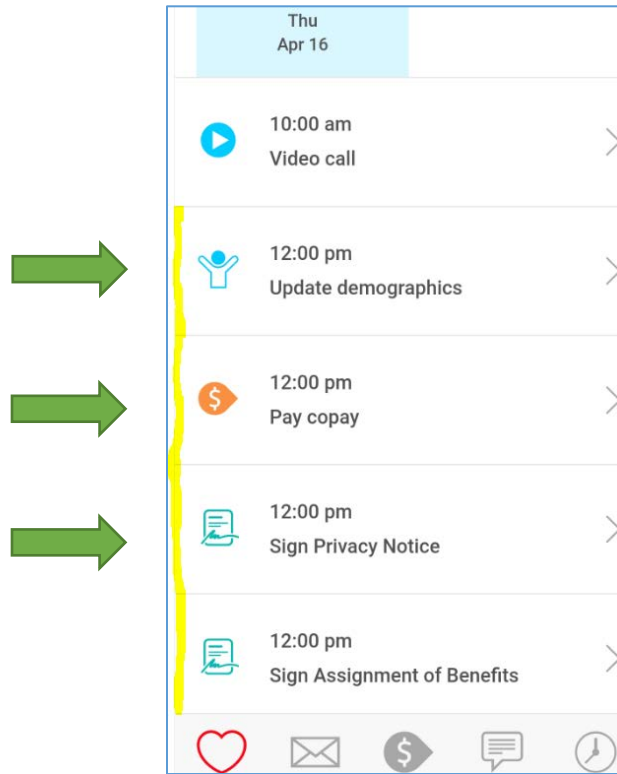 Thu
Apr 16
10:00 am
Video call
12:00 pm
Update demographics
12:00 pm
Pay copay
$
12:00 pm
Sign Privacy Notice
12:00 pm
Sign Assignment of Benefits
$